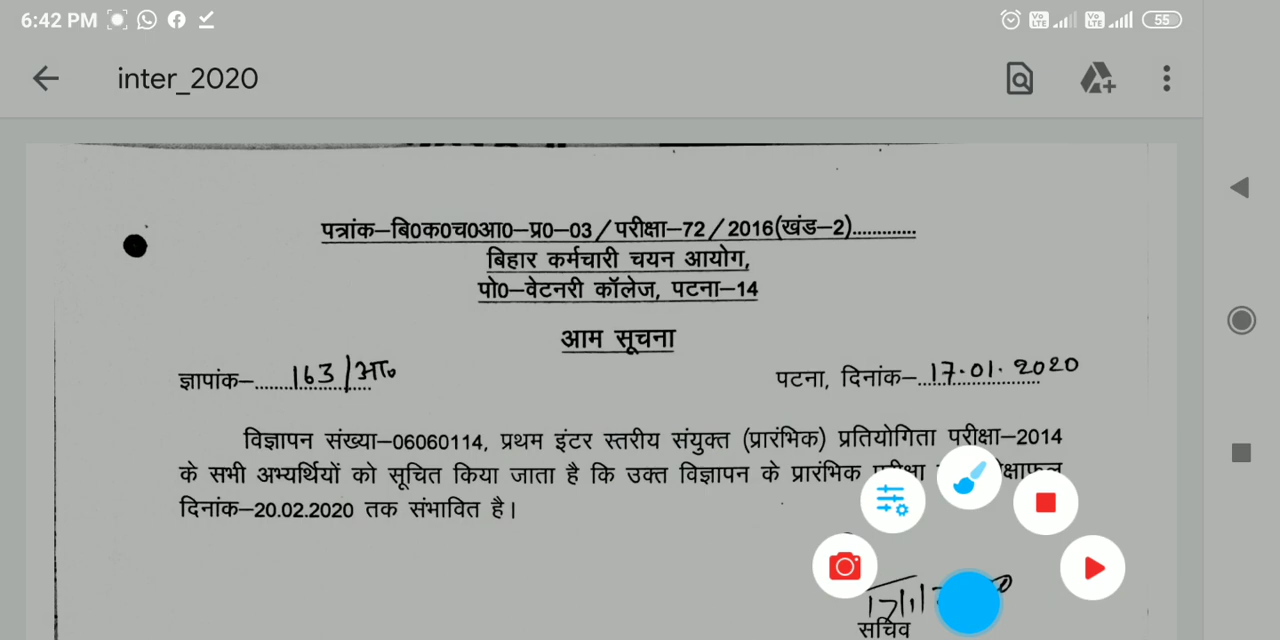 6:42 PM
55
inter_2020
पत्रांक–बि0क0च0आ0–प्र0–03/परीक्षा–72/2016(खंड–2).............
बिहार कर्मचारी चयन आयोग,
पो0–वेटनरी कॉलेज, पटना–14
आम सूचना
ज्ञापांक–.....163/आ०..... पटना, दिनांक–..17.01.2020..
विज्ञापन संख्या–06060114, प्रथम इंटर स्तरीय संयुक्त (प्रारंभिक) प्रतियोगिता परीक्षा–2014
के सभी अभ्यर्थियों को सूचित किया जाता है कि उक्त विज्ञापन के प्रारंभिक परीक्षा
दिनांक–20.02.2020 तक संभावित है।
सचिव